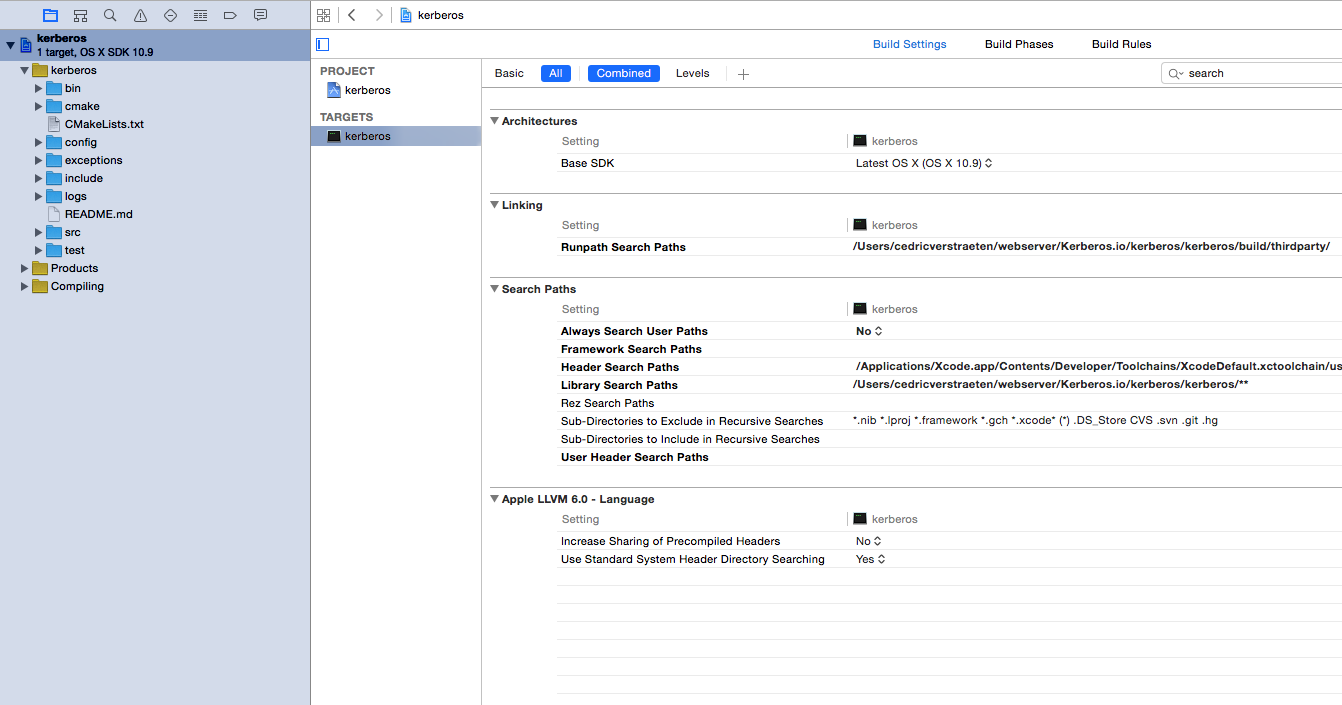 kerberos
kerberos
1 target, OS X SDK 10.9
kerberos
bin
cmake
CMakeLists.txt
config
exceptions
include
logs
README.md
src
test
Products
Compiling
Build Settings
Build Phases
Build Rules
PROJECT
kerberos
TARGETS
kerberos
Basic
All
Combined
Levels
search
Architectures
Setting
kerberos
Base SDK
Latest OS X (OS X 10.9)
Linking
Setting
kerberos
Runpath Search Paths
/Users/cedricverstraeten/webserver/Kerberos.io/kerberos/kerberos/build/thirdparty/
Search Paths
Setting
kerberos
Always Search User Paths
No
Framework Search Paths
Header Search Paths
/Applications/Xcode.app/Contents/Developer/Toolchains/XcodeDefault.xctoolchain/us
Library Search Paths
/Users/cedricverstraeten/webserver/Kerberos.io/kerberos/kerberos/**
Rez Search Paths
Sub-Directories to Exclude in Recursive Searches
*.nib *.lproj *.framework *.gch *.xcode* (*) .DS_Store CVS .svn .git .hg
Sub-Directories to Include in Recursive Searches
User Header Search Paths
Apple LLVM 6.0 - Language
Setting
kerberos
Increase Sharing of Precompiled Headers
No
Use Standard System Header Directory Searching
Yes